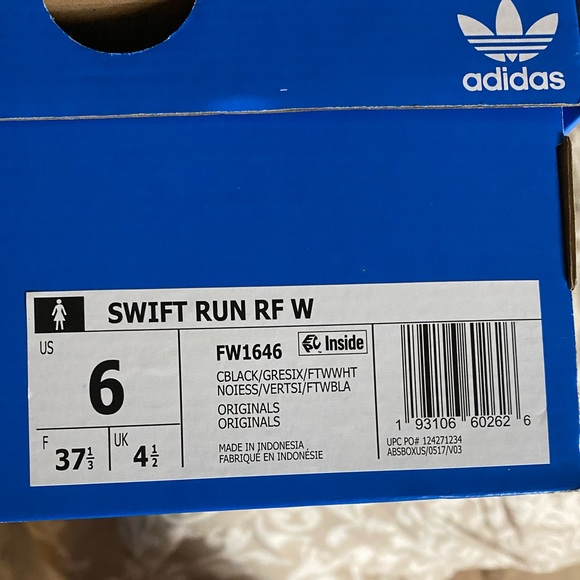 adidas
SWIFT RUN RF W
US
6
F
37⅓
UK
4½
FW1646
Inside
CBLACK/GRESIX/FTWWHT
NOIESS/VERTSI/FTWBLA
ORIGINALS
ORIGINALS
MADE IN INDONESIA
FABRIQUÉ EN INDONÉSIE
1 93106 60262 6
UPC PO# 124271234
ABSBOXUS/0517/V03